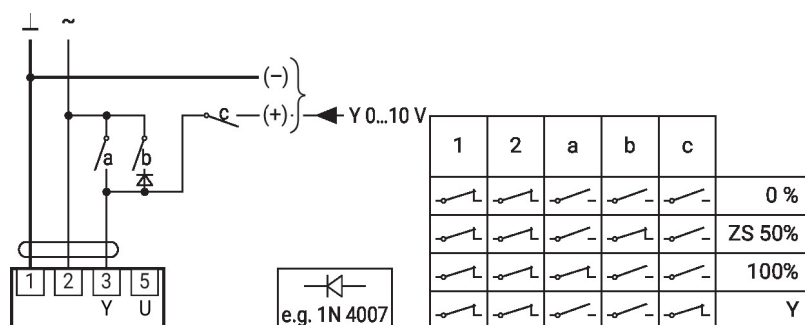 ⊥ ~
(–)
c (+) Y 0...10 V
a b
1 2 3 5
Y U
e.g. 1N 4007
1 2 a b c
0 %
ZS 50%
100%
Y